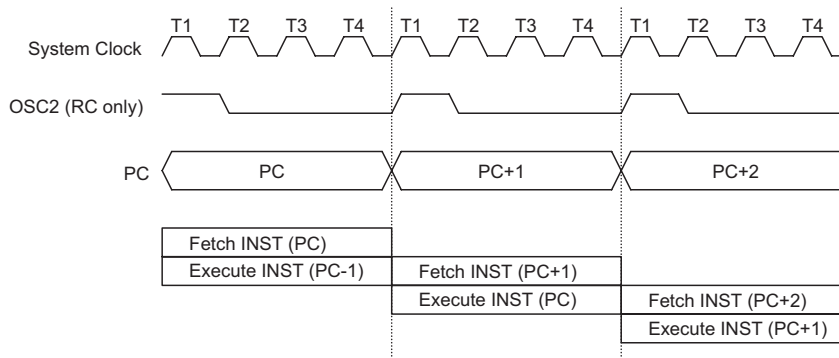 T1 T2 T3 T4 T1 T2 T3 T4 T1 T2 T3 T4
System Clock
OSC2 (RC only)
PC PC PC+1 PC+2
Fetch INST (PC)
Execute INST (PC-1) Fetch INST (PC+1)
Execute INST (PC) Fetch INST (PC+2)
Execute INST (PC+1)